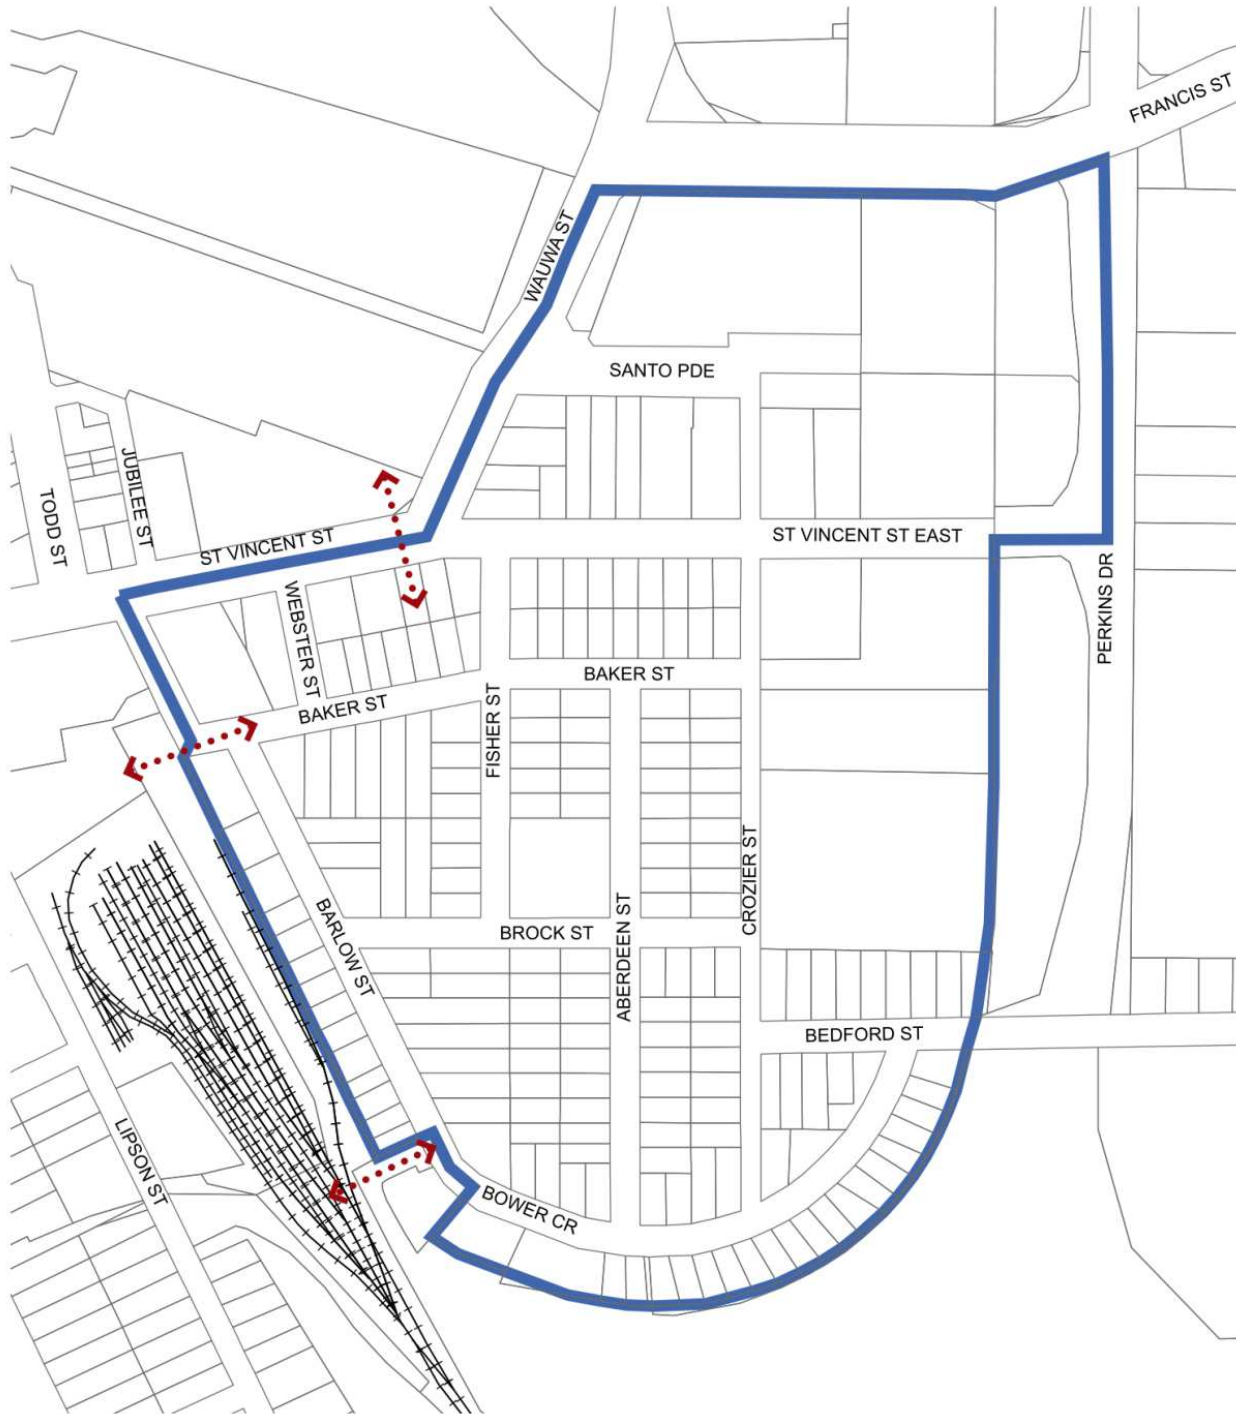 FRANCIS ST
WAUWA ST
SANTO PDE
JUBILEE ST
TODD ST
ST VINCENT ST
ST VINCENT ST EAST
PERKINS DR
WEBSTER ST
BAKER ST
BAKER ST
FISHER ST
CROZIER ST
BARLOW ST
BROCK ST
ABERDEEN ST
BEDFORD ST
LIPSON ST
BOWER CR